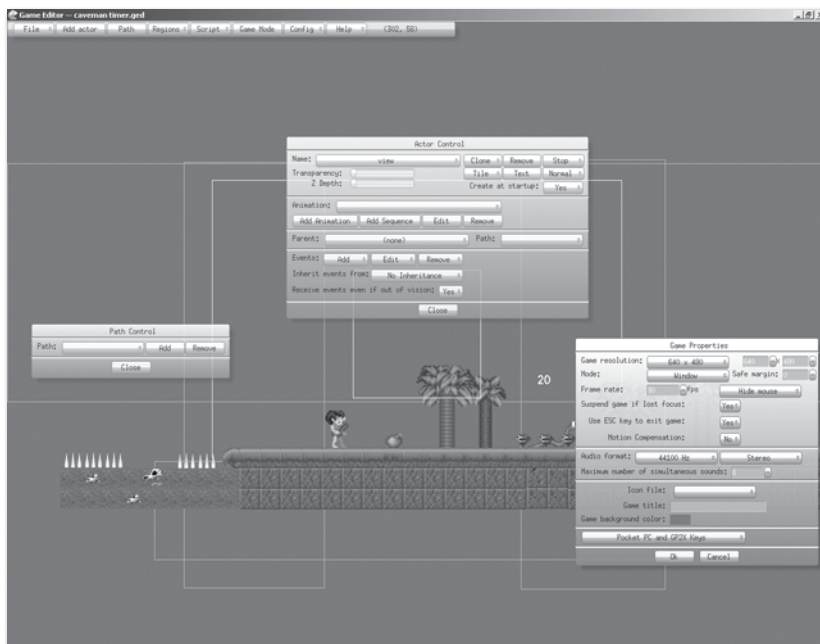 Game Editor -- caveman timer.ged
File Add actor Path Regions Script Game Mode Config Help (302, 58)
Actor Control
Name: view Clone Remove Stop
Transparency: Tile Text Normal
Z Depth: Create at startup: Yes
Animation:
Add Animation Add Sequence Edit Remove
Parent: (none) Path:
Events: Add Edit Remove
Inherit events from: No Inheritance
Receive events even if out of vision: Yes
Close
Path Control
Path: Add Remove
Close
20
Game Properties
Game resolution: 640 x 480 640 x 480
Mode: Window Safe margin:
Frame rate: fps Hide mouse
Suspend game if lost focus: Yes
Use ESC key to exit game: Yes
Motion Compensation: No
Audio format: 44100 Hz Stereo
Maximum number of simultaneous sounds:
Icon file:
Game title:
Game background color:
Pocket PC and GP2X Keys
Ok Cancel